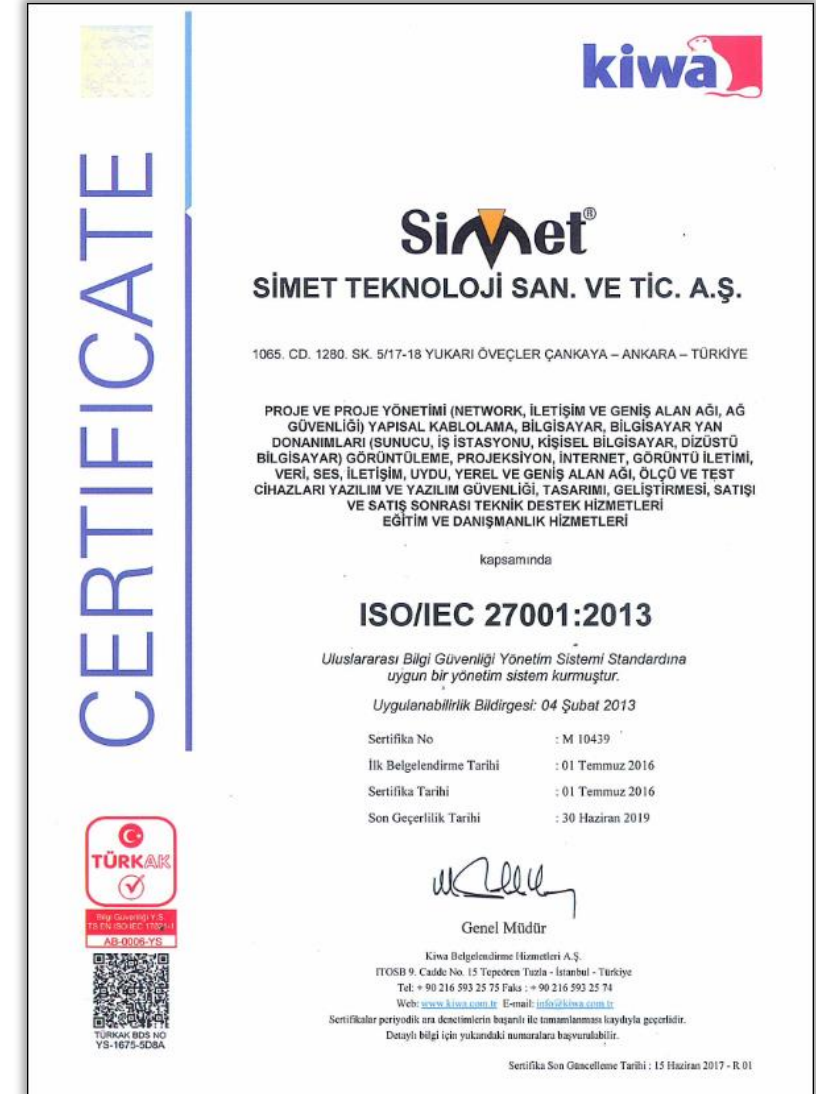 CERTIFICATE
kiwa
Simet®
SİMET TEKNOLOJİ SAN. VE TİC. A.Ş.
1065. CD. 1280. SK. 5/17-18 YUKARI ÖVEÇLER ÇANKAYA – ANKARA – TÜRKİYE
PROJE VE PROJE YÖNETİMİ (NETWORK, İLETİŞİM VE GENİŞ ALAN AĞI, AĞ
GÜVENLİĞİ) YAPISAL KABLOLAMA, BİLGİSAYAR, BİLGİSAYAR YAN
DONANIMLARI (SUNUCU, İŞ İSTASYONU, KİŞİSEL BİLGİSAYAR, DİZÜSTÜ
BİLGİSAYAR) GÖRÜNTÜLEME, PROJEKSİYON, İNTERNET, GÖRÜNTÜ İLETİMİ,
VERİ, SES, İLETİŞİM, UYDU, YEREL VE GENİŞ ALAN AĞI, ÖLÇÜ VE TEST
CİHAZLARI YAZILIM VE YAZILIM GÜVENLİĞİ, TASARIMI, GELİŞTİRMESİ, SATIŞI
VE SATIŞ SONRASI TEKNİK DESTEK HİZMETLERİ
EĞİTİM VE DANIŞMANLIK HİZMETLERİ
kapsamında
ISO/IEC 27001:2013
Uluslararası Bilgi Güvenliği Yönetim Sistemi Standardına
uygun bir yönetim sistem kurmuştur.
Uygulanabilirlik Bildirgesi: 04 Şubat 2013
Sertifika No : M 10439
İlk Belgelendirme Tarihi : 01 Temmuz 2016
Sertifika Tarihi : 01 Temmuz 2016
Son Geçerlilik Tarihi : 30 Haziran 2019
Genel Müdür
Kiwa Belgelendirme Hizmetleri A.Ş.
ITOSB 9. Cadde No. 15 Tepeören Tuzla - İstanbul - Türkiye
Tel: + 90 216 593 25 75 Faks : + 90 216 593 25 74
Web: www.kiwa.com.tr E-mail: info@kiwa.com.tr
Sertifikalar periyodik ara denetimlerin başarılı ile tamamlanması kaydıyla geçerlidir.
Detaylı bilgi için yukarıdaki numaralara başvurulabilir.
Sertifika Son Güncelleme Tarihi : 15 Haziran 2017 - R 01
TÜRKAK
Bilgi Güvenliği Y.S.
TS EN ISO/IEC 17021-1
AB-0006-YS
TÜRKAK BDS NO
YS-1675-5D8A